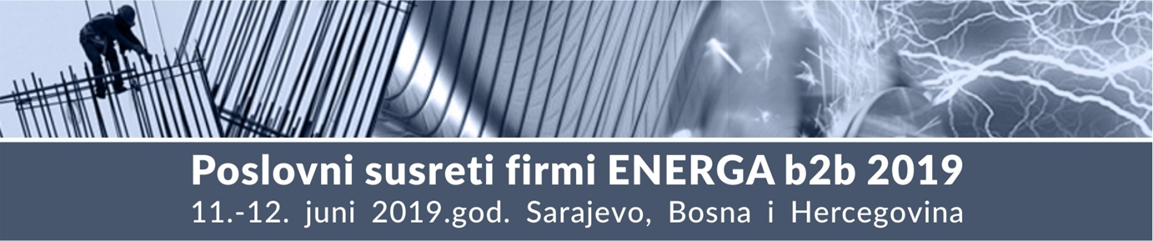 Poslovni susreti firmi ENERGA b2b 2019
11.-12. juni 2019.god. Sarajevo, Bosna i Hercegovina